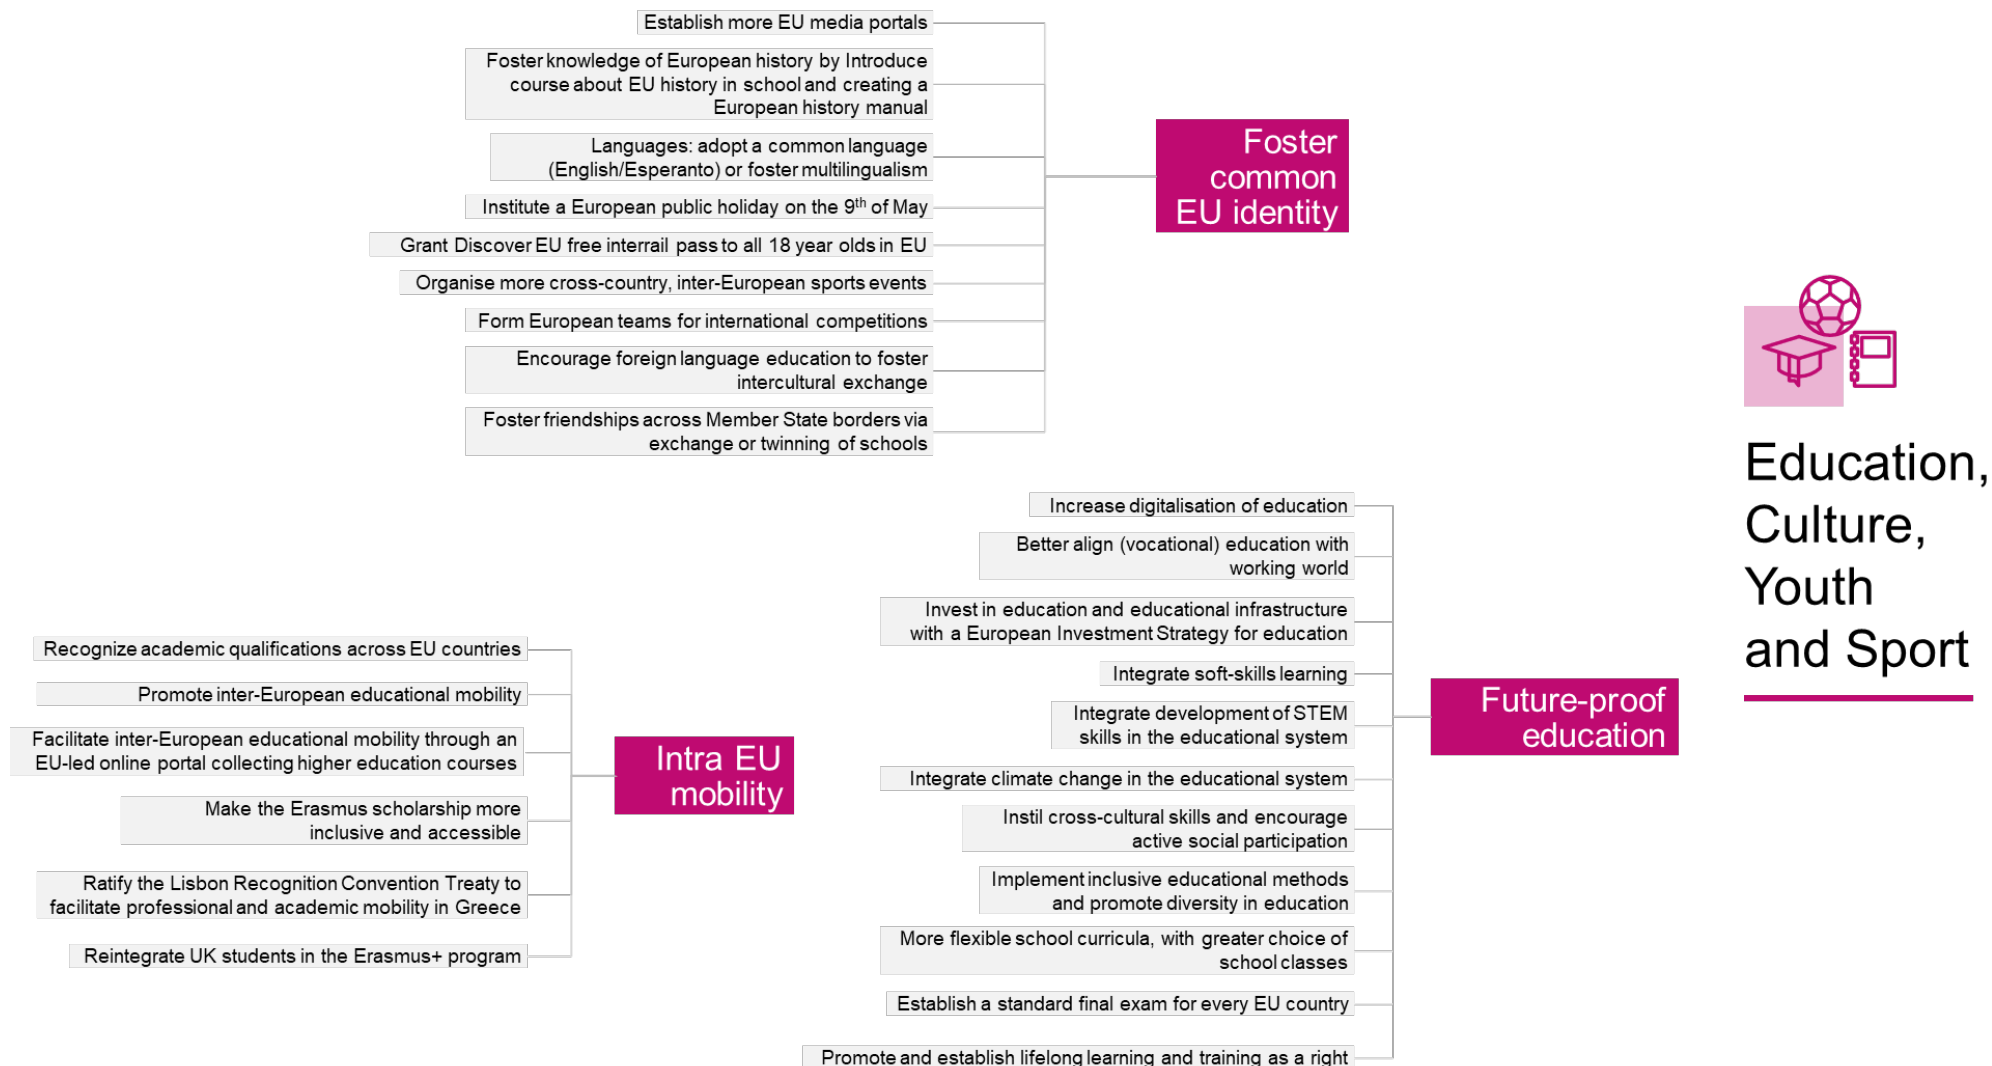 Establish more EU media portals
Foster knowledge of European history by Introduce
course about EU history in school and creating a
European history manual
Languages: adopt a common language
(English/Esperanto) or foster multilingualism
Institute a European public holiday on the 9th of May
Grant Discover EU free interrail pass to all 18 year olds in EU
Organise more cross-country, inter-European sports events
Form European teams for international competitions
Encourage foreign language education to foster
intercultural exchange
Foster friendships across Member State borders via
exchange or twinning of schools
Foster
common
EU identity
Increase digitalisation of education
Better align (vocational) education with
working world
Invest in education and educational infrastructure
with a European Investment Strategy for education
Integrate soft-skills learning
Integrate development of STEM
skills in the educational system
Integrate climate change in the educational system
Instil cross-cultural skills and encourage
active social participation
Implement inclusive educational methods
and promote diversity in education
More flexible school curricula, with greater choice of
school classes
Establish a standard final exam for every EU country
Promote and establish lifelong learning and training as a right
Future-proof
education
Recognize academic qualifications across EU countries
Promote inter-European educational mobility
Facilitate inter-European educational mobility through an
EU-led online portal collecting higher education courses
Make the Erasmus scholarship more
inclusive and accessible
Ratify the Lisbon Recognition Convention Treaty to
facilitate professional and academic mobility in Greece
Reintegrate UK students in the Erasmus+ program
Intra EU
mobility
Education,
Culture,
Youth
and Sport